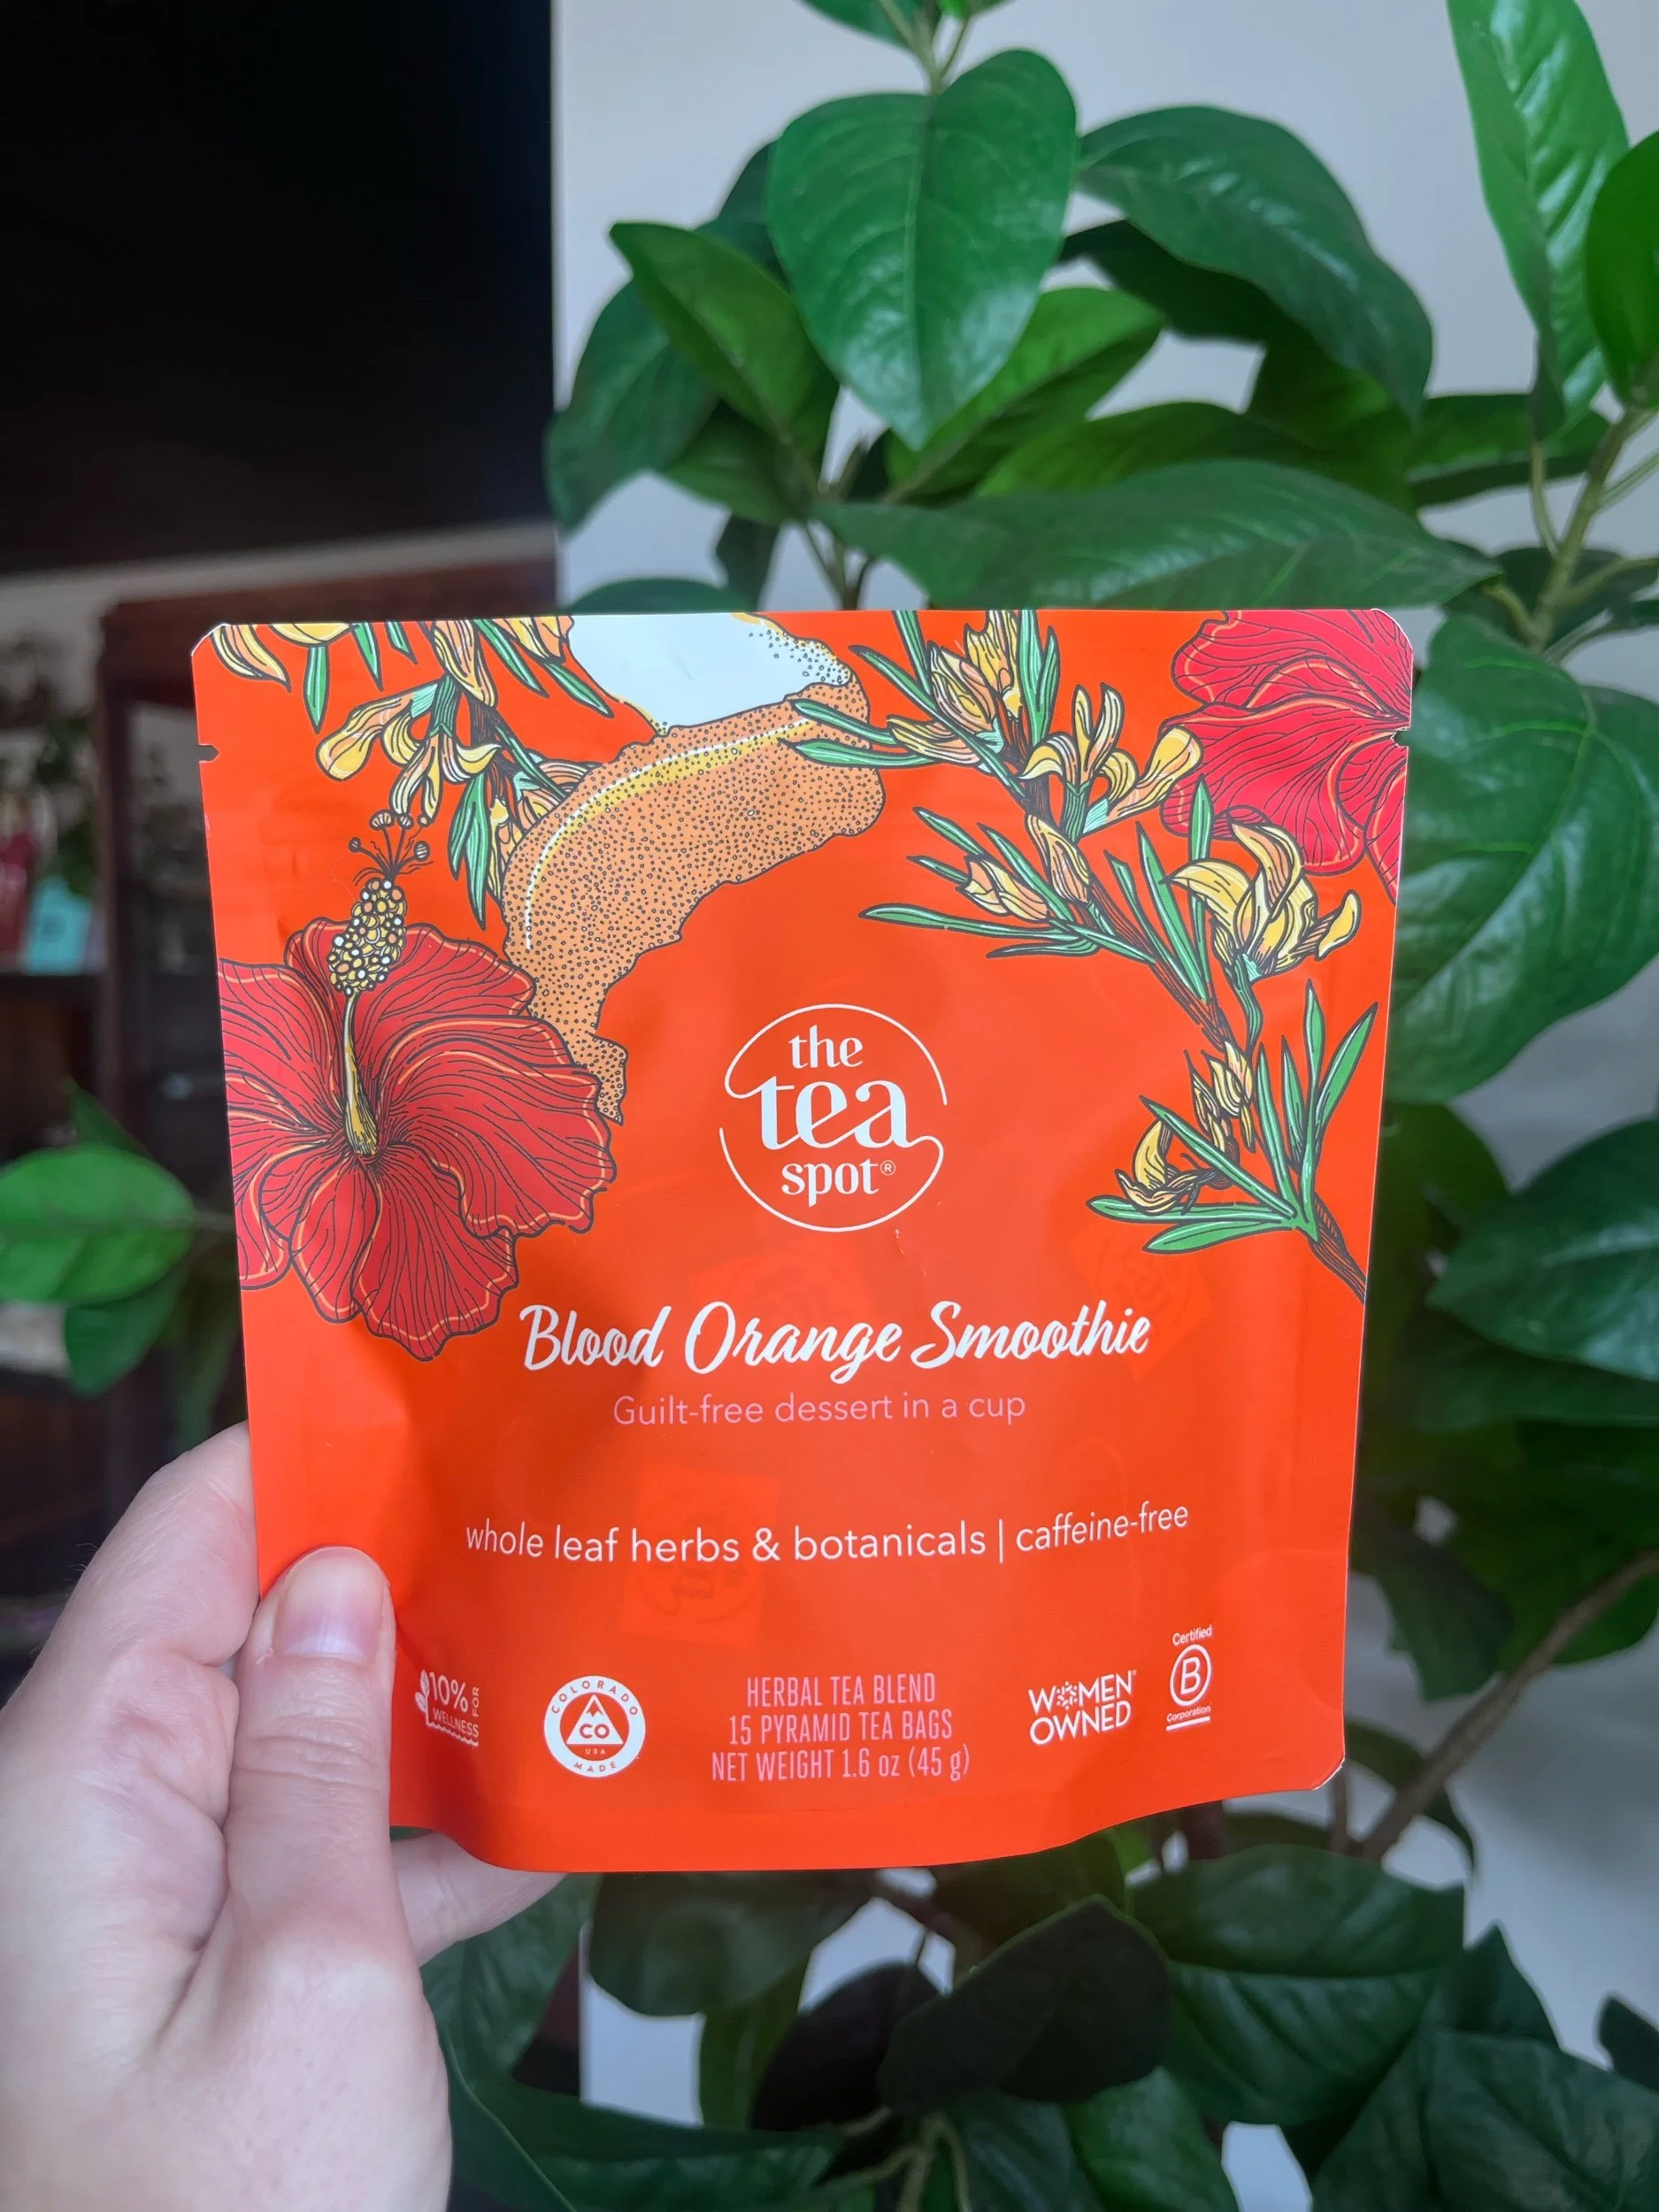 the
tea
spot®
Blood Orange Smoothie
Guilt-free dessert in a cup
whole leaf herbs & botanicals | caffeine-free
10%
FOR
WELLNESS
COLORADO
CO
USA
MADE
HERBAL TEA BLEND
15 PYRAMID TEA BAGS
NET WEIGHT 1.6 oz (45 g)
WOMEN
OWNED
Certified
B
Corporation